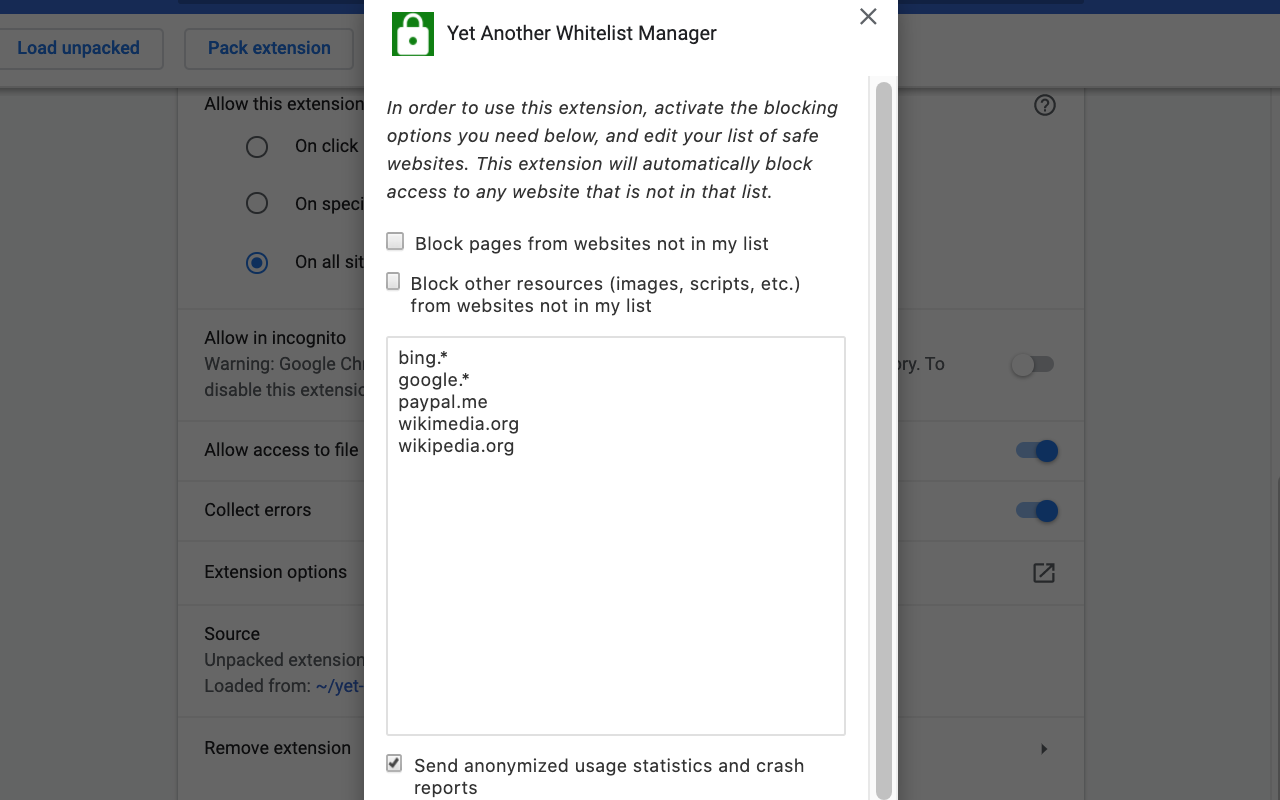 Load unpacked
Pack extension
Yet Another Whitelist Manager
Allow this extension
On click
On speci
On all sit
Allow in incognito
Warning: Google Chr
ory. To
disable this extensio
Allow access to file
Collect errors
Extension options
Source
Unpacked extension
Loaded from: ~/yet-
Remove extension
In order to use this extension, activate the blocking
options you need below, and edit your list of safe
websites. This extension will automatically block
access to any website that is not in that list.
Block pages from websites not in my list
Block other resources (images, scripts, etc.)
from websites not in my list
bing.*
google.*
paypal.me
wikimedia.org
wikipedia.org
Send anonymized usage statistics and crash
reports